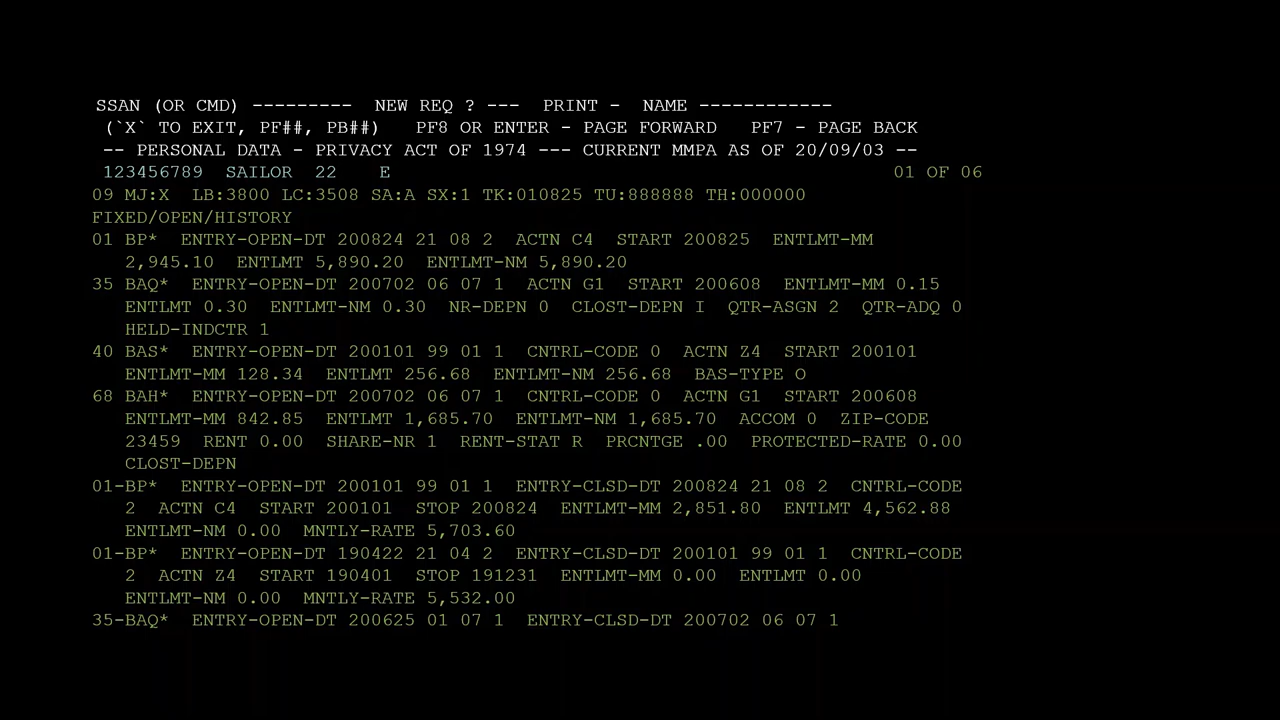 SSAN (OR CMD) --------- NEW REQ ? --- PRINT - NAME ------------
(`X` TO EXIT, PF##, PB##) PF8 OR ENTER - PAGE FORWARD PF7 - PAGE BACK
-- PERSONAL DATA - PRIVACY ACT OF 1974 --- CURRENT MMPA AS OF 20/09/03 --
123456789 SAILOR 22 E 01 OF 06
09 MJ:X LB:3800 LC:3508 SA:A SX:1 TK:010825 TU:888888 TH:000000
FIXED/OPEN/HISTORY
01 BP* ENTRY-OPEN-DT 200824 21 08 2 ACTN C4 START 200825 ENTLMT-MM
2,945.10 ENTLMT 5,890.20 ENTLMT-NM 5,890.20
35 BAQ* ENTRY-OPEN-DT 200702 06 07 1 ACTN G1 START 200608 ENTLMT-MM 0.15
ENTLMT 0.30 ENTLMT-NM 0.30 NR-DEPN 0 CLOST-DEPN I QTR-ASGN 2 QTR-ADQ 0
HELD-INDCTR 1
40 BAS* ENTRY-OPEN-DT 200101 99 01 1 CNTRL-CODE 0 ACTN Z4 START 200101
ENTLMT-MM 128.34 ENTLMT 256.68 ENTLMT-NM 256.68 BAS-TYPE O
68 BAH* ENTRY-OPEN-DT 200702 06 07 1 CNTRL-CODE 0 ACTN G1 START 200608
ENTLMT-MM 842.85 ENTLMT 1,685.70 ENTLMT-NM 1,685.70 ACCOM 0 ZIP-CODE
23459 RENT 0.00 SHARE-NR 1 RENT-STAT R PRCNTGE .00 PROTECTED-RATE 0.00
CLOST-DEPN
01-BP* ENTRY-OPEN-DT 200101 99 01 1 ENTRY-CLSD-DT 200824 21 08 2 CNTRL-CODE
2 ACTN C4 START 200101 STOP 200824 ENTLMT-MM 2,851.80 ENTLMT 4,562.88
ENTLMT-NM 0.00 MNTLY-RATE 5,703.60
01-BP* ENTRY-OPEN-DT 190422 21 04 2 ENTRY-CLSD-DT 200101 99 01 1 CNTRL-CODE
2 ACTN Z4 START 190401 STOP 191231 ENTLMT-MM 0.00 ENTLMT 0.00
ENTLMT-NM 0.00 MNTLY-RATE 5,532.00
35-BAQ* ENTRY-OPEN-DT 200625 01 07 1 ENTRY-CLSD-DT 200702 06 07 1